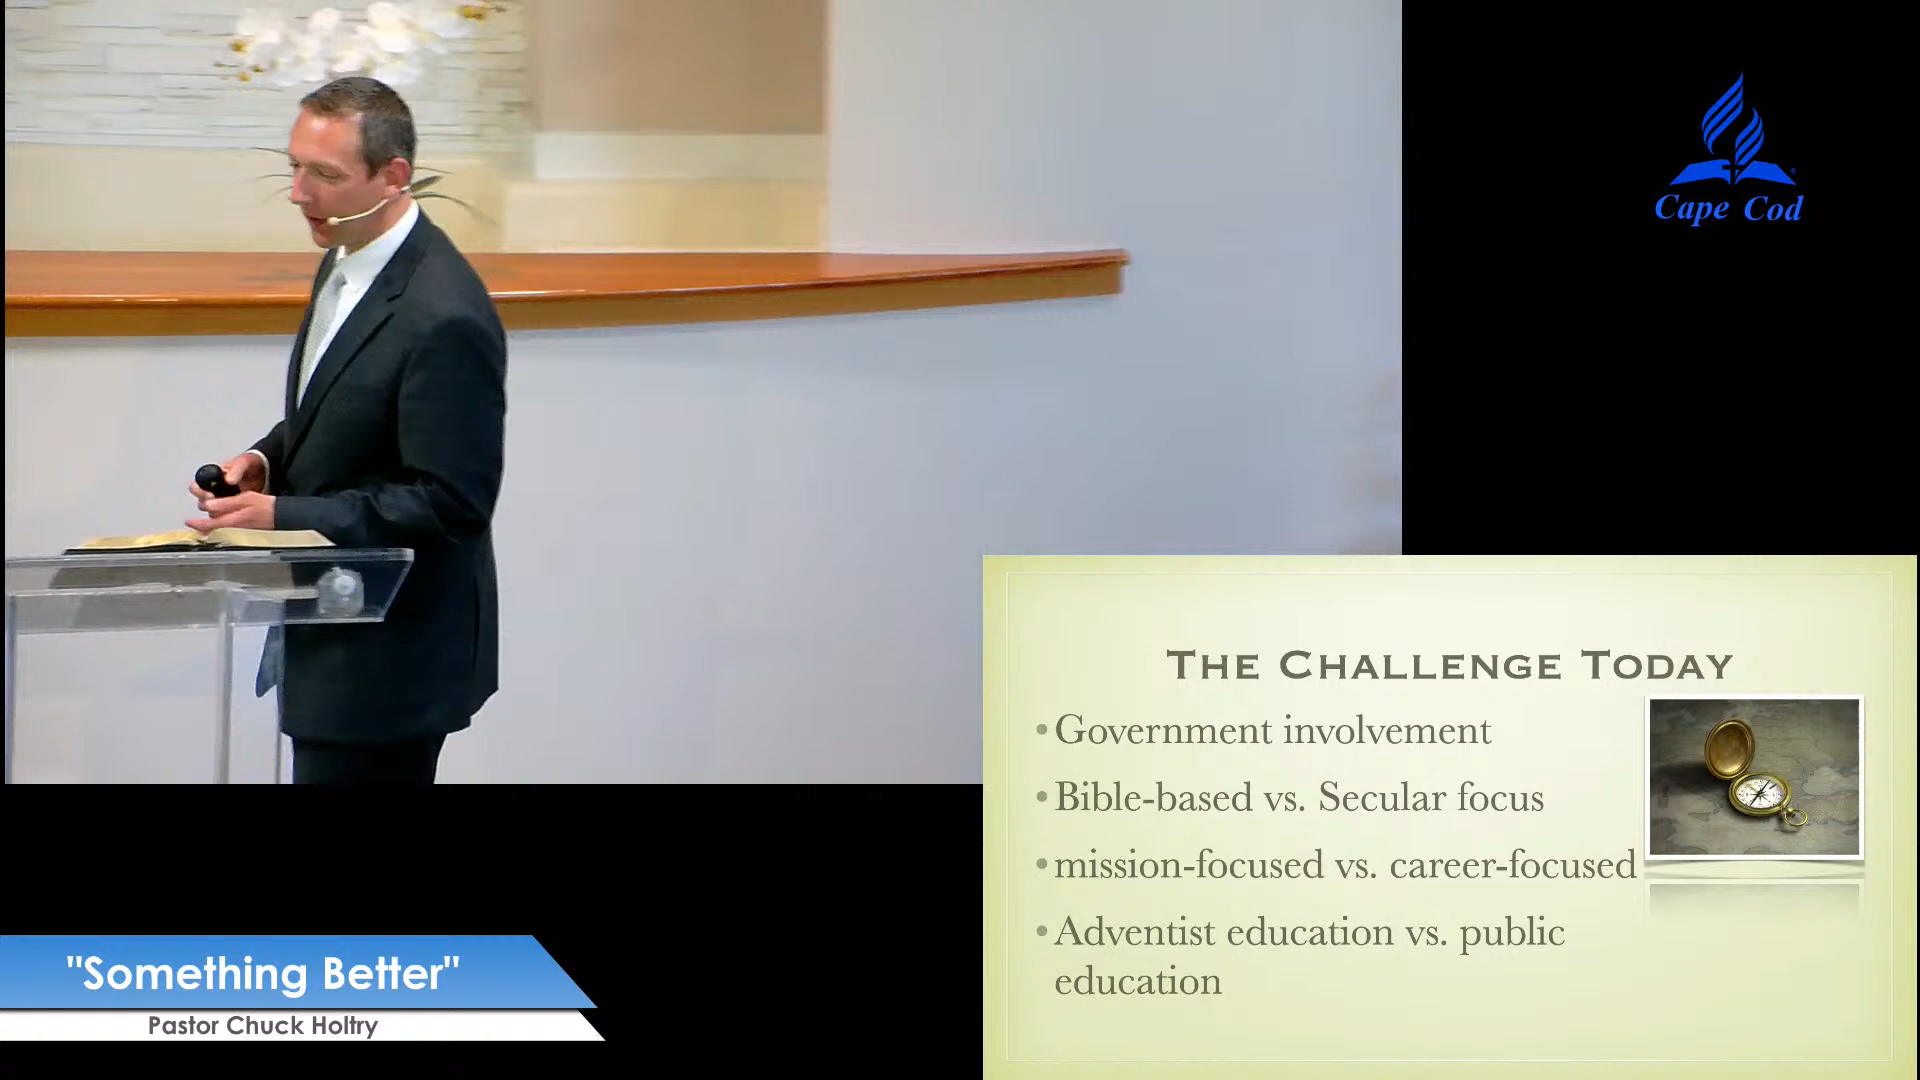 Cape Cod
THE CHALLENGE TODAY
• Government involvement
• Bible-based vs. Secular focus
• mission-focused vs. career-focused
• Adventist education vs. public
education
"Something Better"
Pastor Chuck Holtry